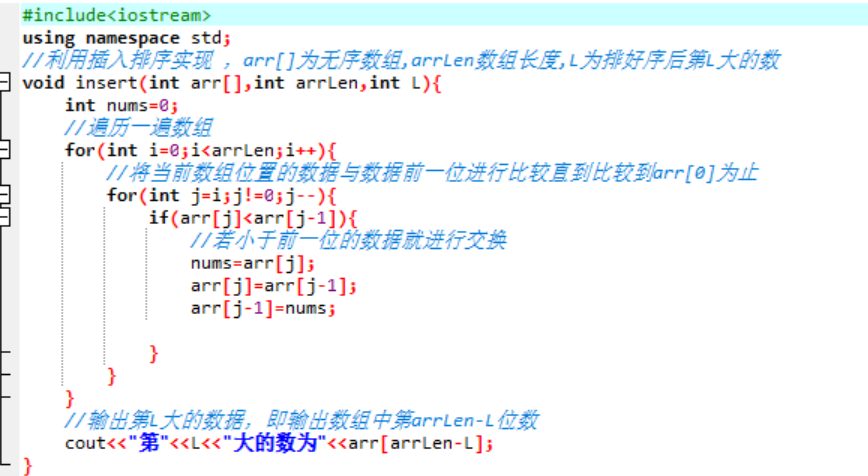 #include<iostream>
using namespace std;
//利用插入排序实现 ，arr[]为无序数组,arrLen数组长度,L为排好序后第L大的数
void insert(int arr[],int arrLen,int L){
    int nums=0;
    //遍历一遍数组
    for(int i=0;i<arrLen;i++){
        //将当前数组位置的数据与数据前一位进行比较直到比较到arr[0]为止
        for(int j=i;j!=0;j--){
            if(arr[j]<arr[j-1]){
                //若小于前一位的数据就进行交换
                nums=arr[j];
                arr[j]=arr[j-1];
                arr[j-1]=nums;
            }
        }
    }
    //输出第L大的数据，即输出数组中第arrLen-L位数
    cout<<"第"<<L<<"大的数为"<<arr[arrLen-L];
}